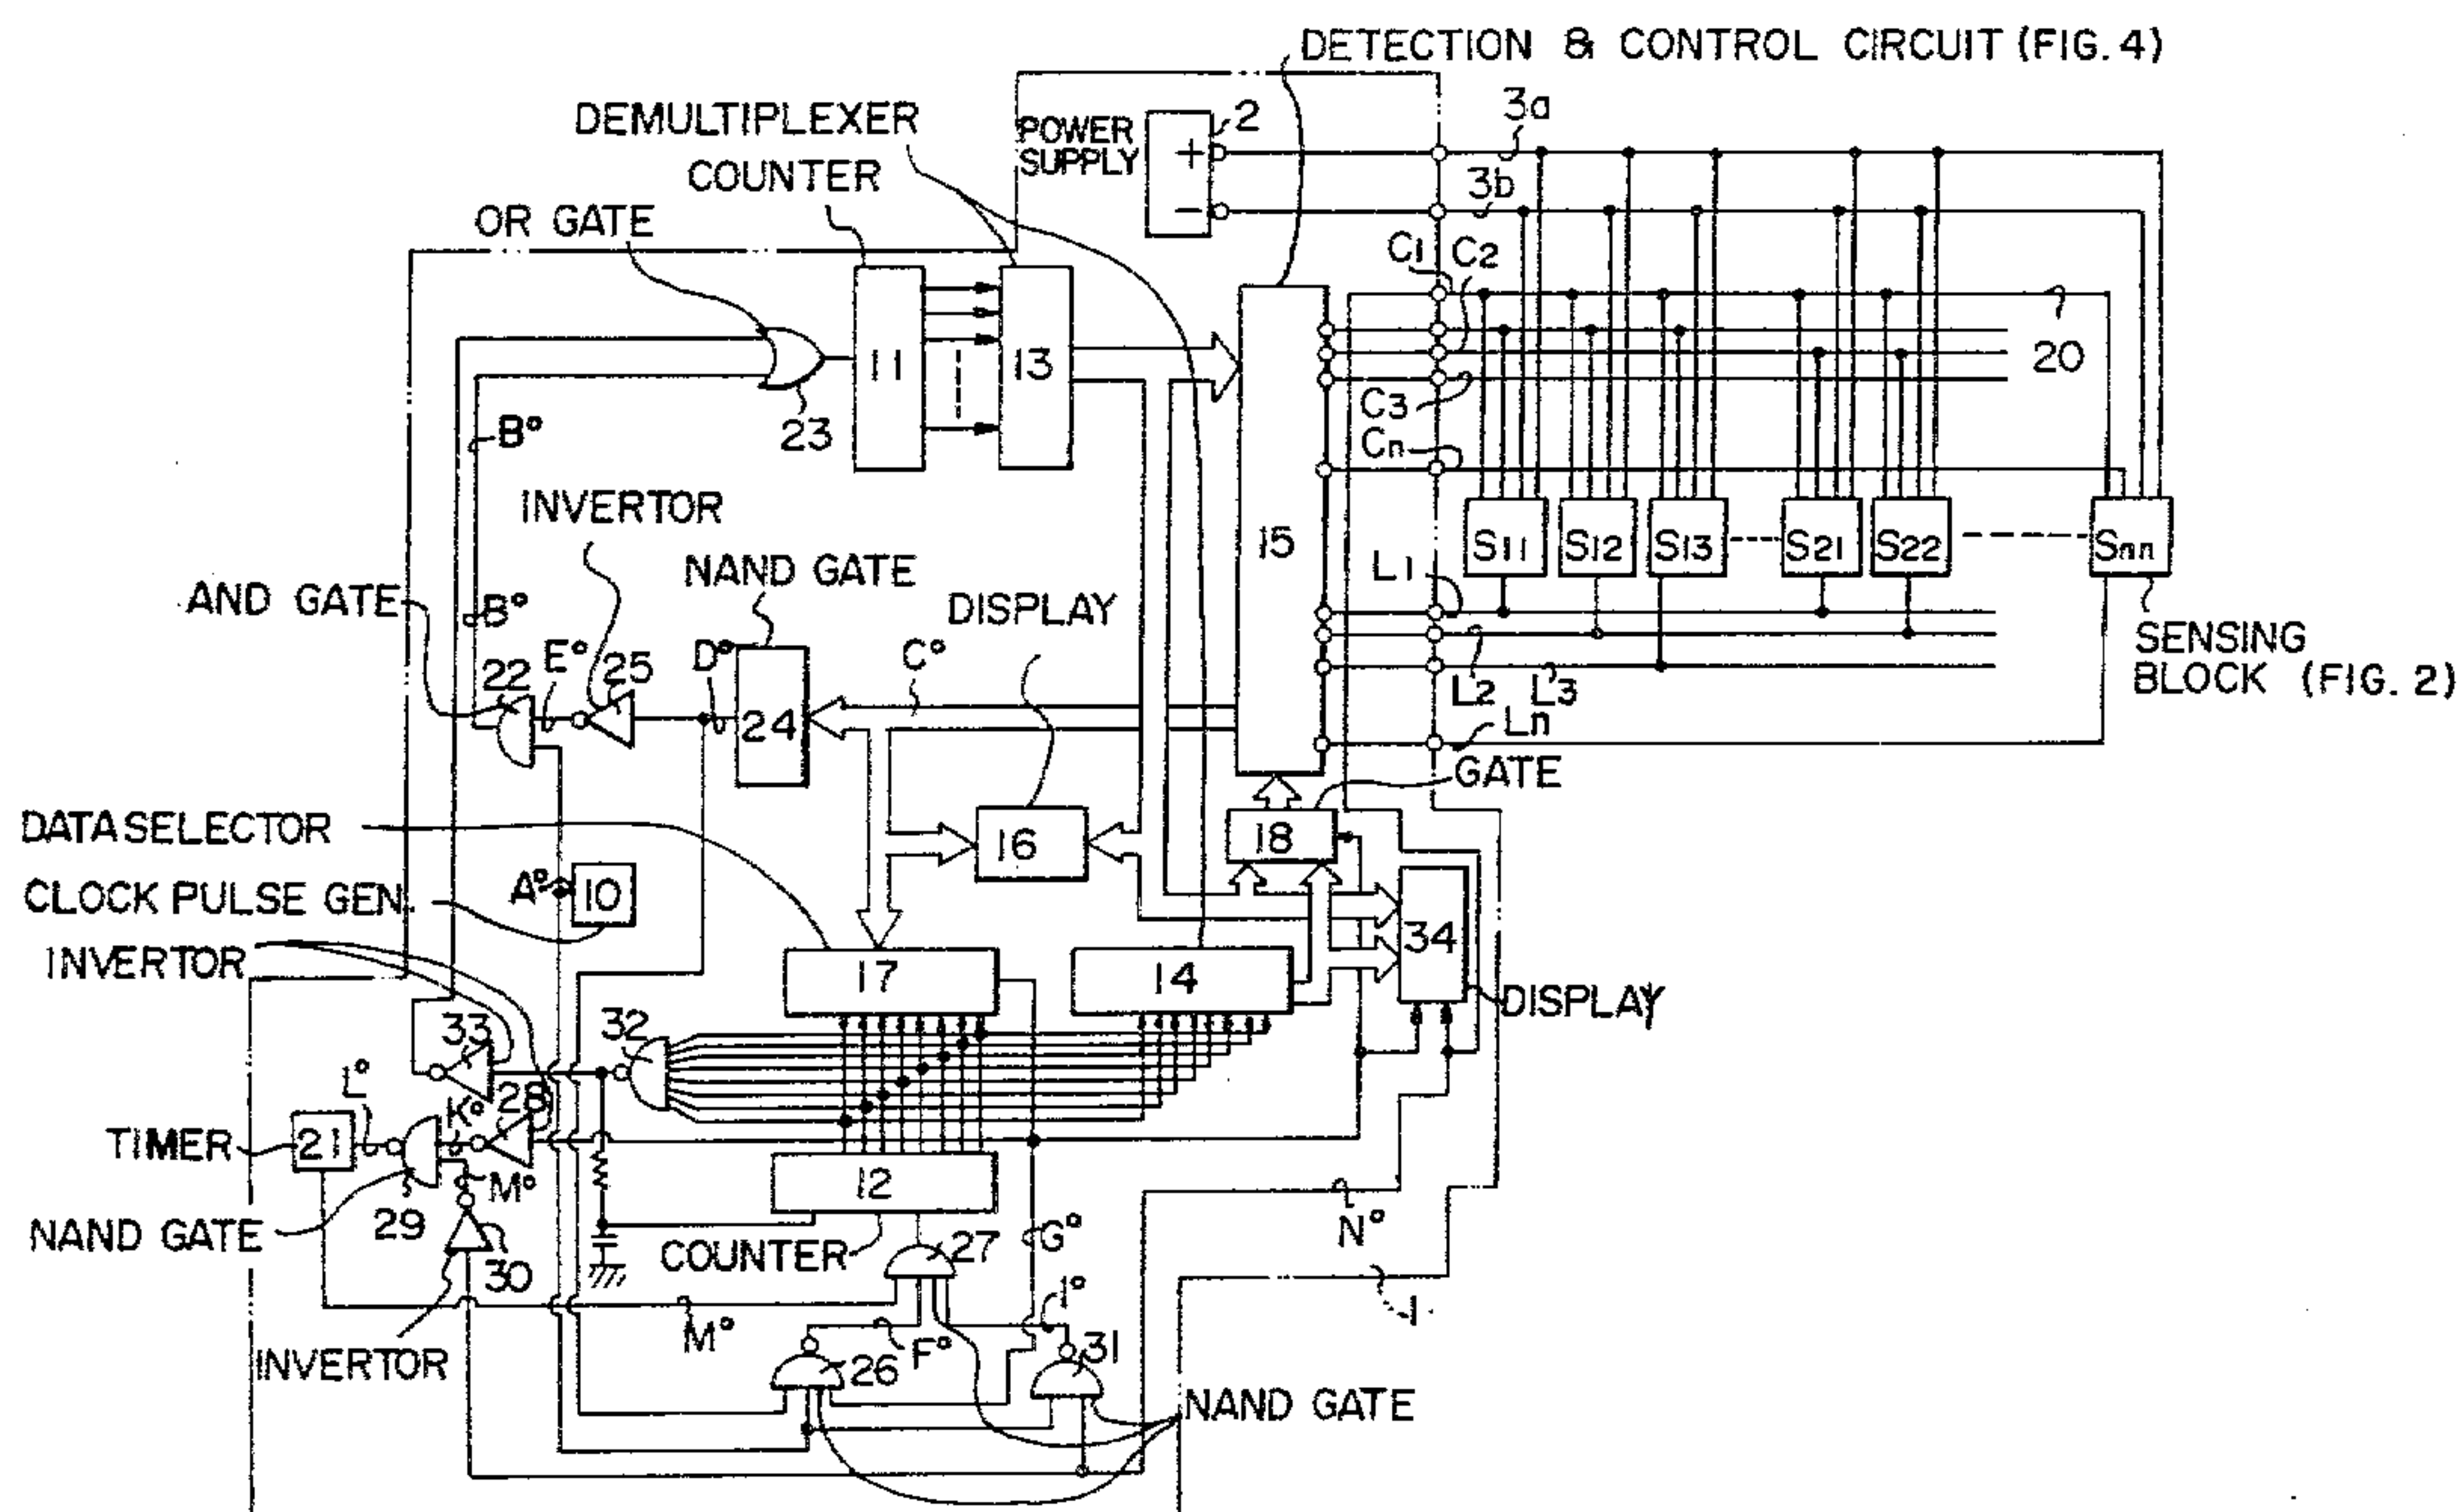 DETECTION & CONTROL CIRCUIT (FIG. 4)
DEMULTIPLEXER
POWER SUPPLY
2
+
−
3a
3b
COUNTER
OR GATE
C1
C2
11
13
23
20
C3
Cn
B°
INVERTOR
15
S11
S12
S13
S21
S22
Snn
NAND GATE
L1
AND GATE
B°
DISPLAY
E°
22
25
D°
C°
24
L2
L3
Ln
SENSING
BLOCK (FIG. 2)
GATE
DATA SELECTOR
16
18
A°
10
CLOCK PULSE GEN.
INVERTOR
17
14
34
DISPLAY
33
32
L°
K°
28
TIMER
21
M°
12
NAND GATE
29
30
COUNTER
27
G°
N°
I°
1
M°
F°
INVERTOR
26
31
NAND GATE